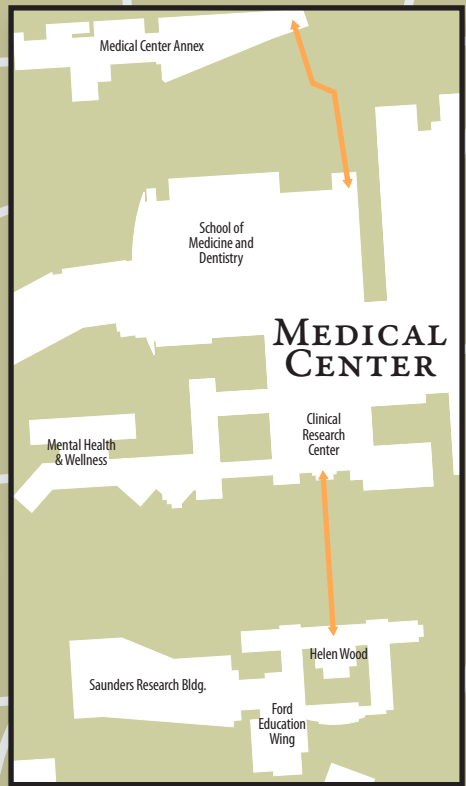 Medical Center Annex
School of
Medicine and
Dentistry
MEDICAL
CENTER
Clinical
Research
Center
Mental Health
& Wellness
Helen Wood
Saunders Research Bldg.
Ford
Education
Wing